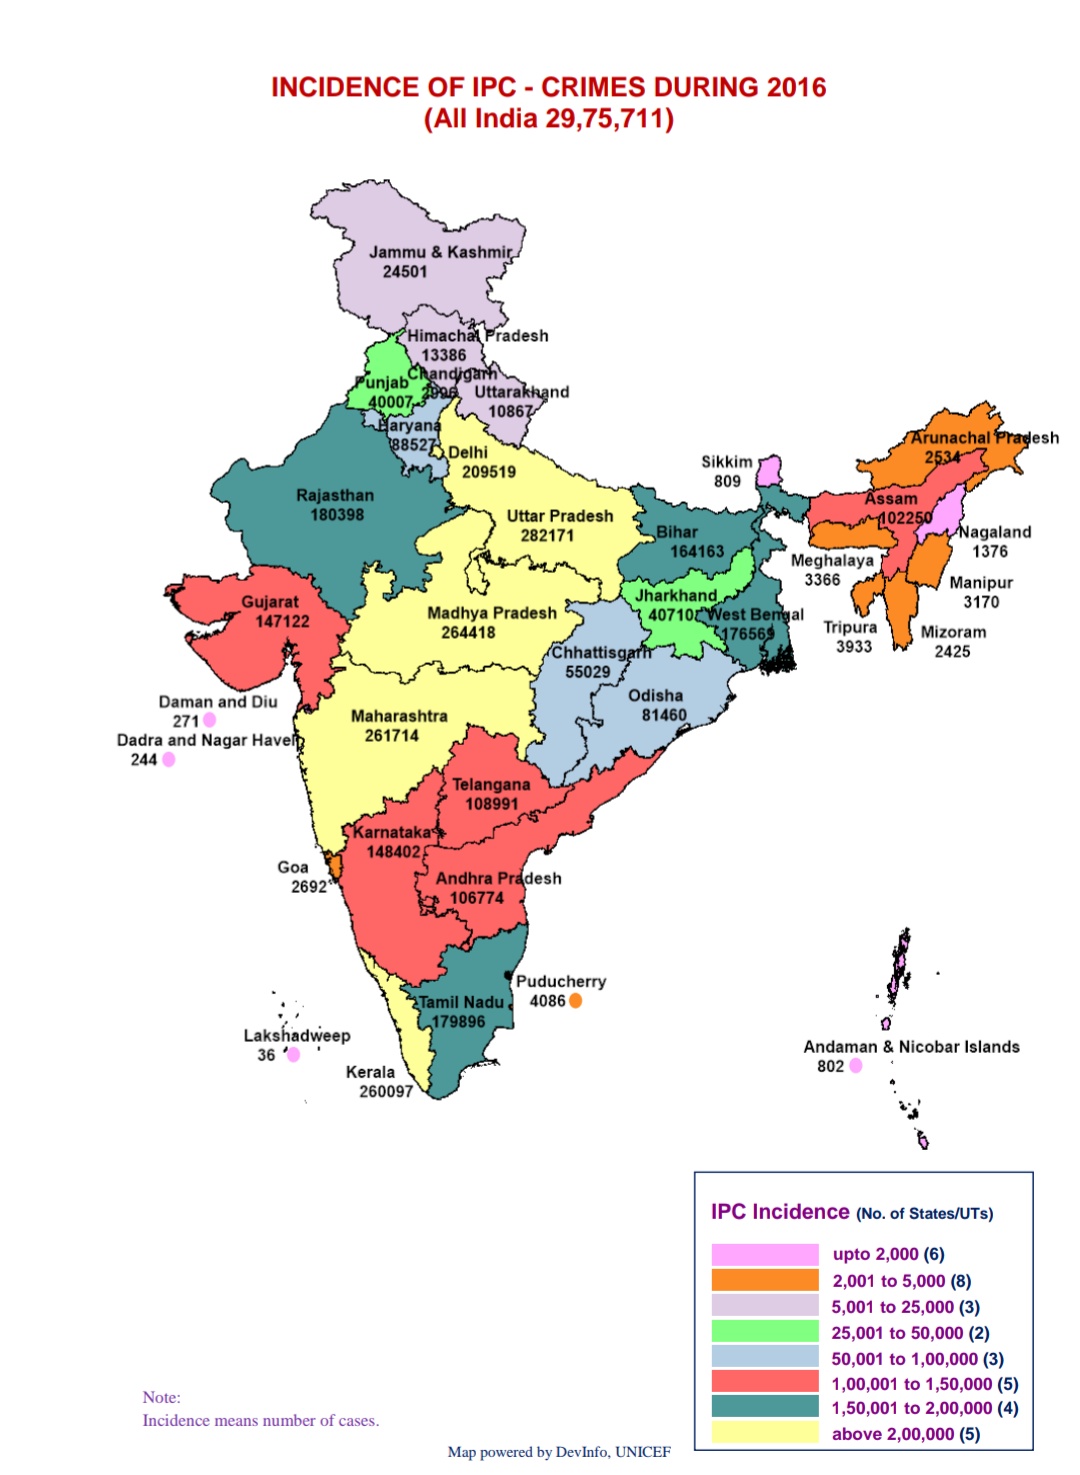 INCIDENCE OF IPC - CRIMES DURING 2016
(All India 29,75,711)
Jammu & Kashmir
24501
Himachal Pradesh
13386
Chandigarh
2996
Punjab
40007
Uttarakhand
10867
Haryana
88527
Delhi
209519
Arunachal Pradesh
2534
Sikkim
809
Rajasthan
180398
Assam
102250
Uttar Pradesh
282171
Bihar
164163
Nagaland
1376
Meghalaya
3366
Manipur
3170
Gujarat
147122
Jharkhand
40710
Madhya Pradesh
264418
West Bengal
176569
Tripura
3933
Mizoram
2425
Chhattisgarh
55029
Odisha
81460
Daman and Diu
271
Maharashtra
261714
Dadra and Nagar Haveli
244
Telangana
108991
Karnataka
148402
Goa
2692
Andhra Pradesh
106774
Puducherry
4086
Tamil Nadu
179896
Lakshadweep
36
Andaman & Nicobar Islands
802
Kerala
260097
IPC Incidence (No. of States/UTs)
upto 2,000 (6)
2,001 to 5,000 (8)
5,001 to 25,000 (3)
25,001 to 50,000 (2)
50,001 to 1,00,000 (3)
1,00,001 to 1,50,000 (5)
1,50,001 to 2,00,000 (4)
above 2,00,000 (5)
Note:
Incidence means number of cases.
Map powered by DevInfo, UNICEF